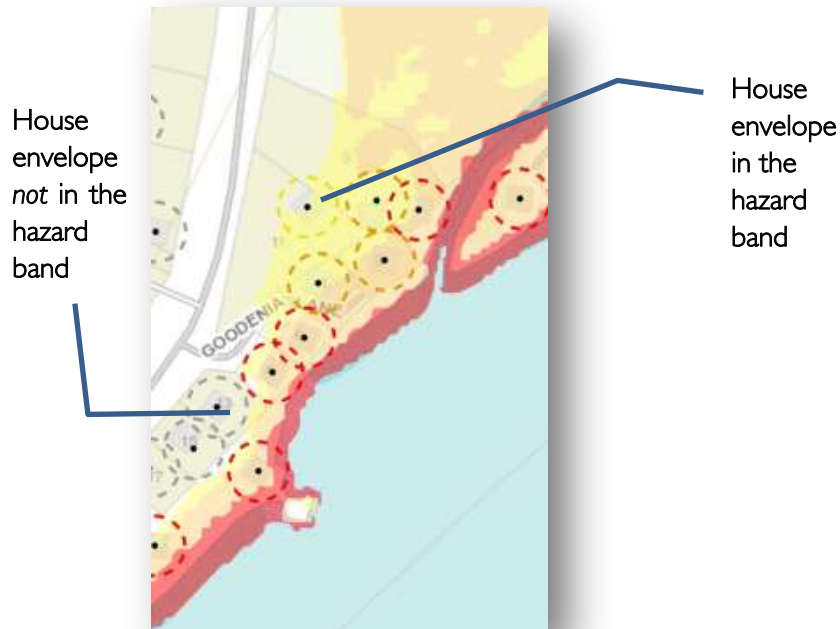 House
envelope
not in the
hazard
band
House
envelope
in the
hazard
band
GOODENIA LANE